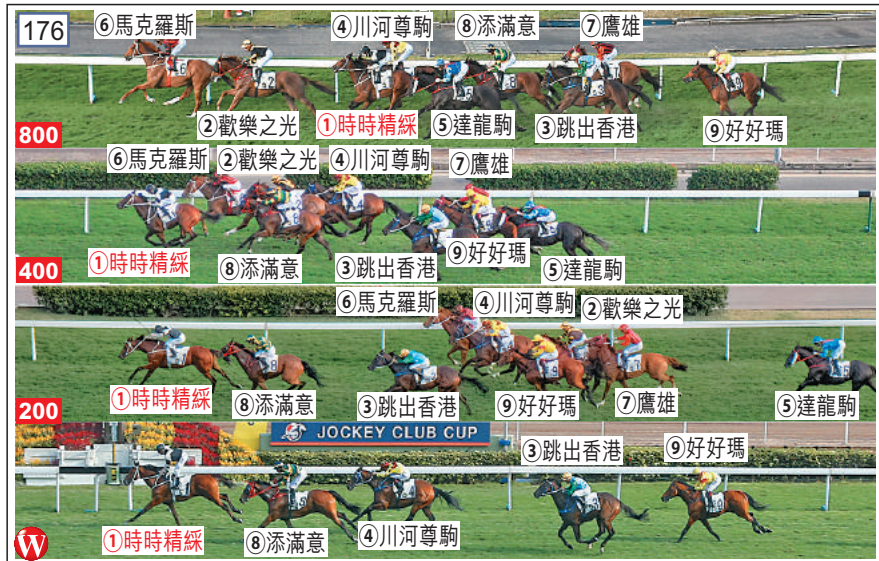 176
⑥馬克羅斯 ④川河尊駒 ⑧添滿意 ⑦鷹雄
②歡樂之光 ①時時精綵 ⑤達龍駒 ③跳出香港 ⑨好好瑪
800
⑥馬克羅斯 ②歡樂之光 ④川河尊駒 ⑦鷹雄
①時時精綵 ⑧添滿意 ③跳出香港 ⑨好好瑪 ⑤達龍駒
400
⑥馬克羅斯 ④川河尊駒 ②歡樂之光
①時時精綵 ⑧添滿意 ③跳出香港 ⑨好好瑪 ⑦鷹雄 ⑤達龍駒
200
JOCKEY CLUB CUP
③跳出香港 ⑨好好瑪
①時時精綵 ⑧添滿意 ④川河尊駒
W